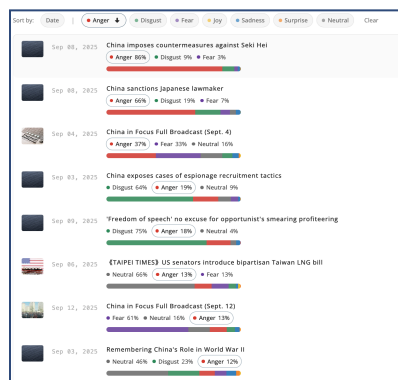 Sort by: Date | Anger ↓ Disgust Fear Joy Sadness Surprise Neutral Clear
Sep 08, 2025 China imposes countermeasures against Seki Hei
Anger 86% Disgust 9% Fear 3%
Sep 08, 2025 China sanctions Japanese lawmaker
Anger 66% Disgust 19% Fear 7%
Sep 04, 2025 China in Focus Full Broadcast (Sept. 4)
Anger 37% Fear 33% Neutral 16%
Sep 03, 2025 China exposes cases of espionage recruitment tactics
Disgust 64% Anger 19% Neutral 9%
Sep 09, 2025 'Freedom of speech' no excuse for opportunist's smearing profiteering
Disgust 75% Anger 18% Neutral 4%
Sep 06, 2025 《TAIPEI TIMES》 US senators introduce bipartisan Taiwan LNG bill
Neutral 66% Anger 13% Fear 13%
Sep 12, 2025 China in Focus Full Broadcast (Sept. 12)
Fear 61% Neutral 16% Anger 13%
Sep 03, 2025 Remembering China's Role in World War II
Neutral 46% Disgust 23% Anger 12%